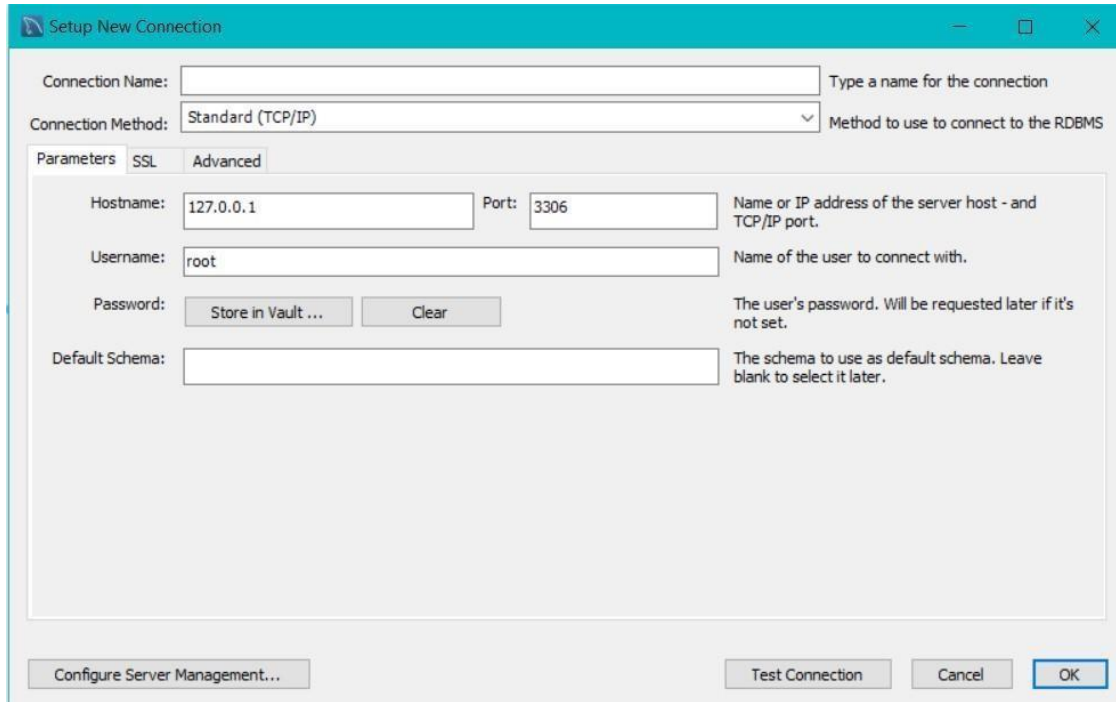 Setup New Connection
Connection Name: Type a name for the connection
Connection Method: Standard (TCP/IP) Method to use to connect to the RDBMS
Parameters SSL Advanced
Hostname: 127.0.0.1 Port: 3306 Name or IP address of the server host - and
TCP/IP port.
Username: root Name of the user to connect with.
Password: Store in Vault ... Clear The user's password. Will be requested later if it's
not set.
Default Schema: The schema to use as default schema. Leave
blank to select it later.
Configure Server Management... Test Connection Cancel OK